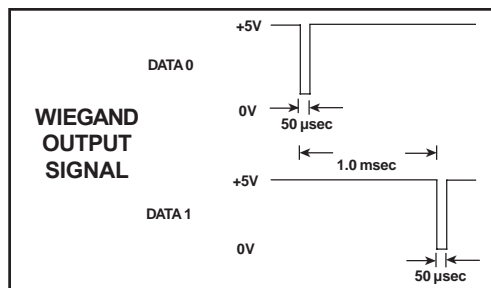 +5V
DATA 0
0V
50 µsec
WIEGAND
OUTPUT
SIGNAL
1.0 msec
+5V
DATA 1
0V
50 µsec